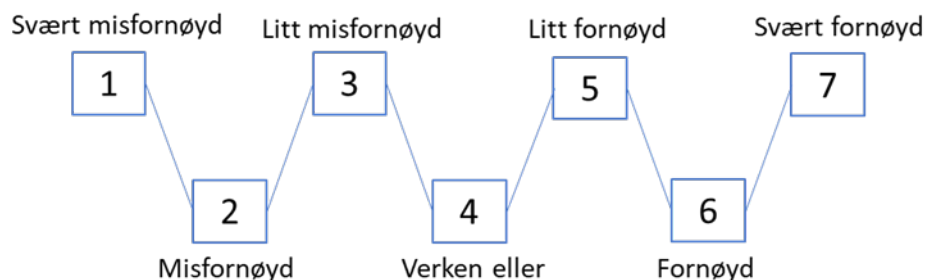 Svært misfornøyd Litt misfornøyd Litt fornøyd Svært fornøyd
1 3 5 7
2 4 6
Misfornøyd Verken eller Fornøyd